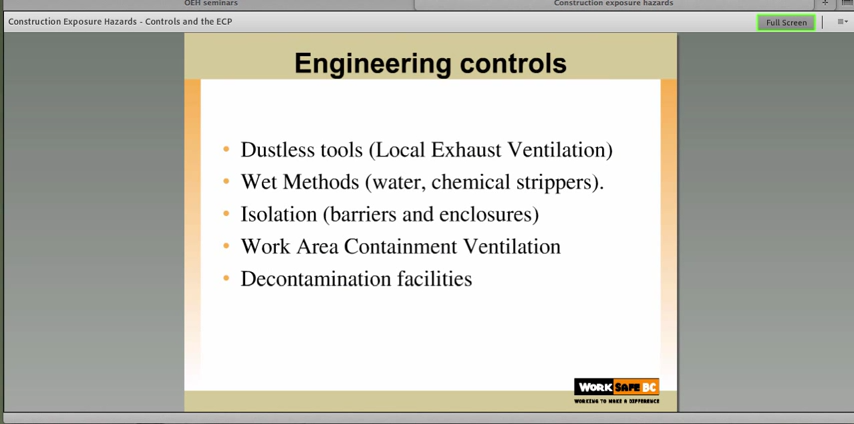 OEH seminars
Construction exposure hazards
Construction Exposure Hazards - Controls and the ECP
Full Screen
Engineering controls
• Dustless tools (Local Exhaust Ventilation)
• Wet Methods (water, chemical strippers).
• Isolation (barriers and enclosures)
• Work Area Containment Ventilation
• Decontamination facilities
WORK SAFE BC
WORKING TO MAKE A DIFFERENCE